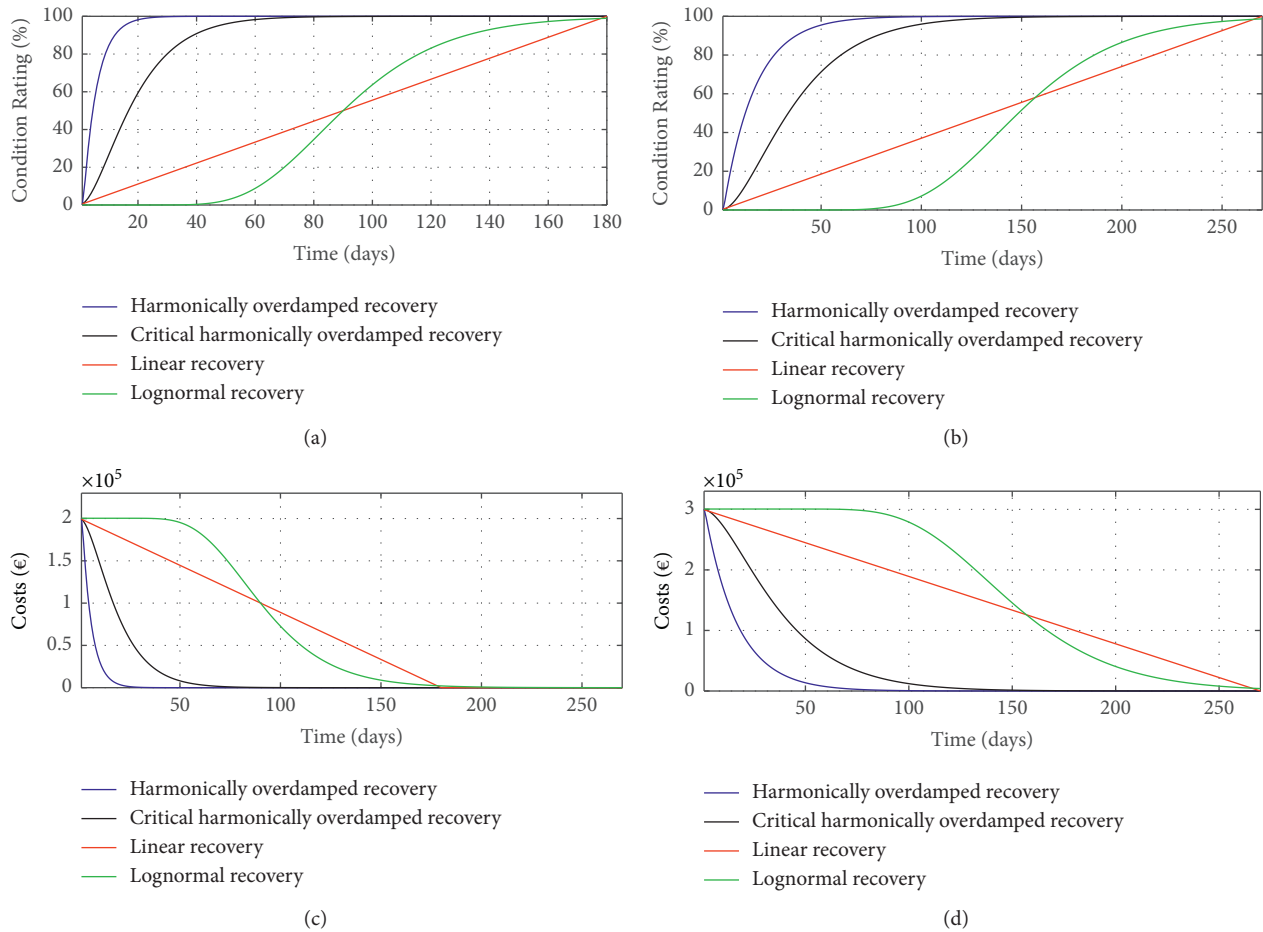 Condition Rating (%)
100
80
60
40
20
0
20 40 60 80 100 120 140 160 180
Time (days)
Harmonically overdamped recovery
Critical harmonically overdamped recovery
Linear recovery
Lognormal recovery
(a)
Condition Rating (%)
100
80
60
40
20
0
50 100 150 200 250
Time (days)
Harmonically overdamped recovery
Critical harmonically overdamped recovery
Linear recovery
Lognormal recovery
(b)
×10⁵
Costs (€)
2
1.5
1
0.5
0
50 100 150 200 250
Time (days)
Harmonically overdamped recovery
Critical harmonically overdamped recovery
Linear recovery
Lognormal recovery
(c)
×10⁵
Costs (€)
3
2
1
0
50 100 150 200 250
Time (days)
Harmonically overdamped recovery
Critical harmonically overdamped recovery
Linear recovery
Lognormal recovery
(d)